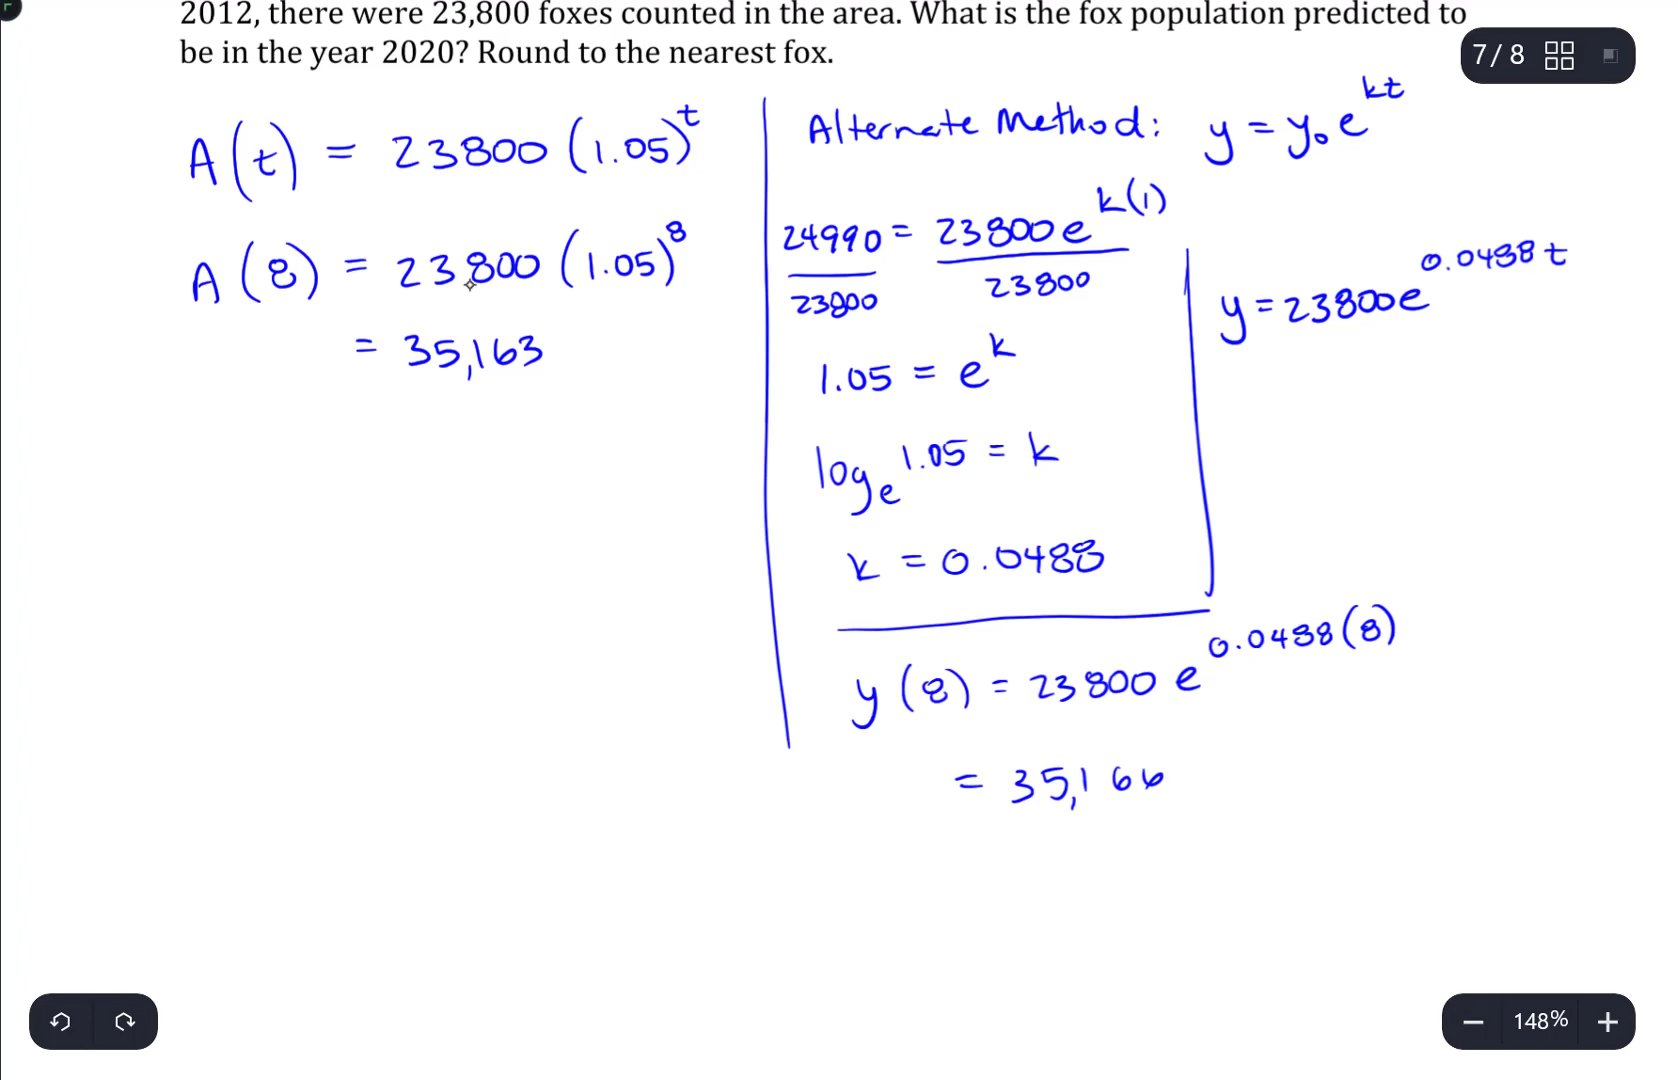 2012, there were 23,800 foxes counted in the area. What is the fox population predicted to
be in the year 2020? Round to the nearest fox.
7 / 8
A(t) = 23800 (1.05)^t
A(8) = 23800 (1.05)^8
= 35,163
Alternate Method: y = y₀e^kt
24990 = 23800e^k(1)
23800 23800
1.05 = e^k
logₑ 1.05 = k
k = 0.0488
y = 23800e^0.0488t
y(8) = 23800 e^0.0488(8)
= 35,166
148%